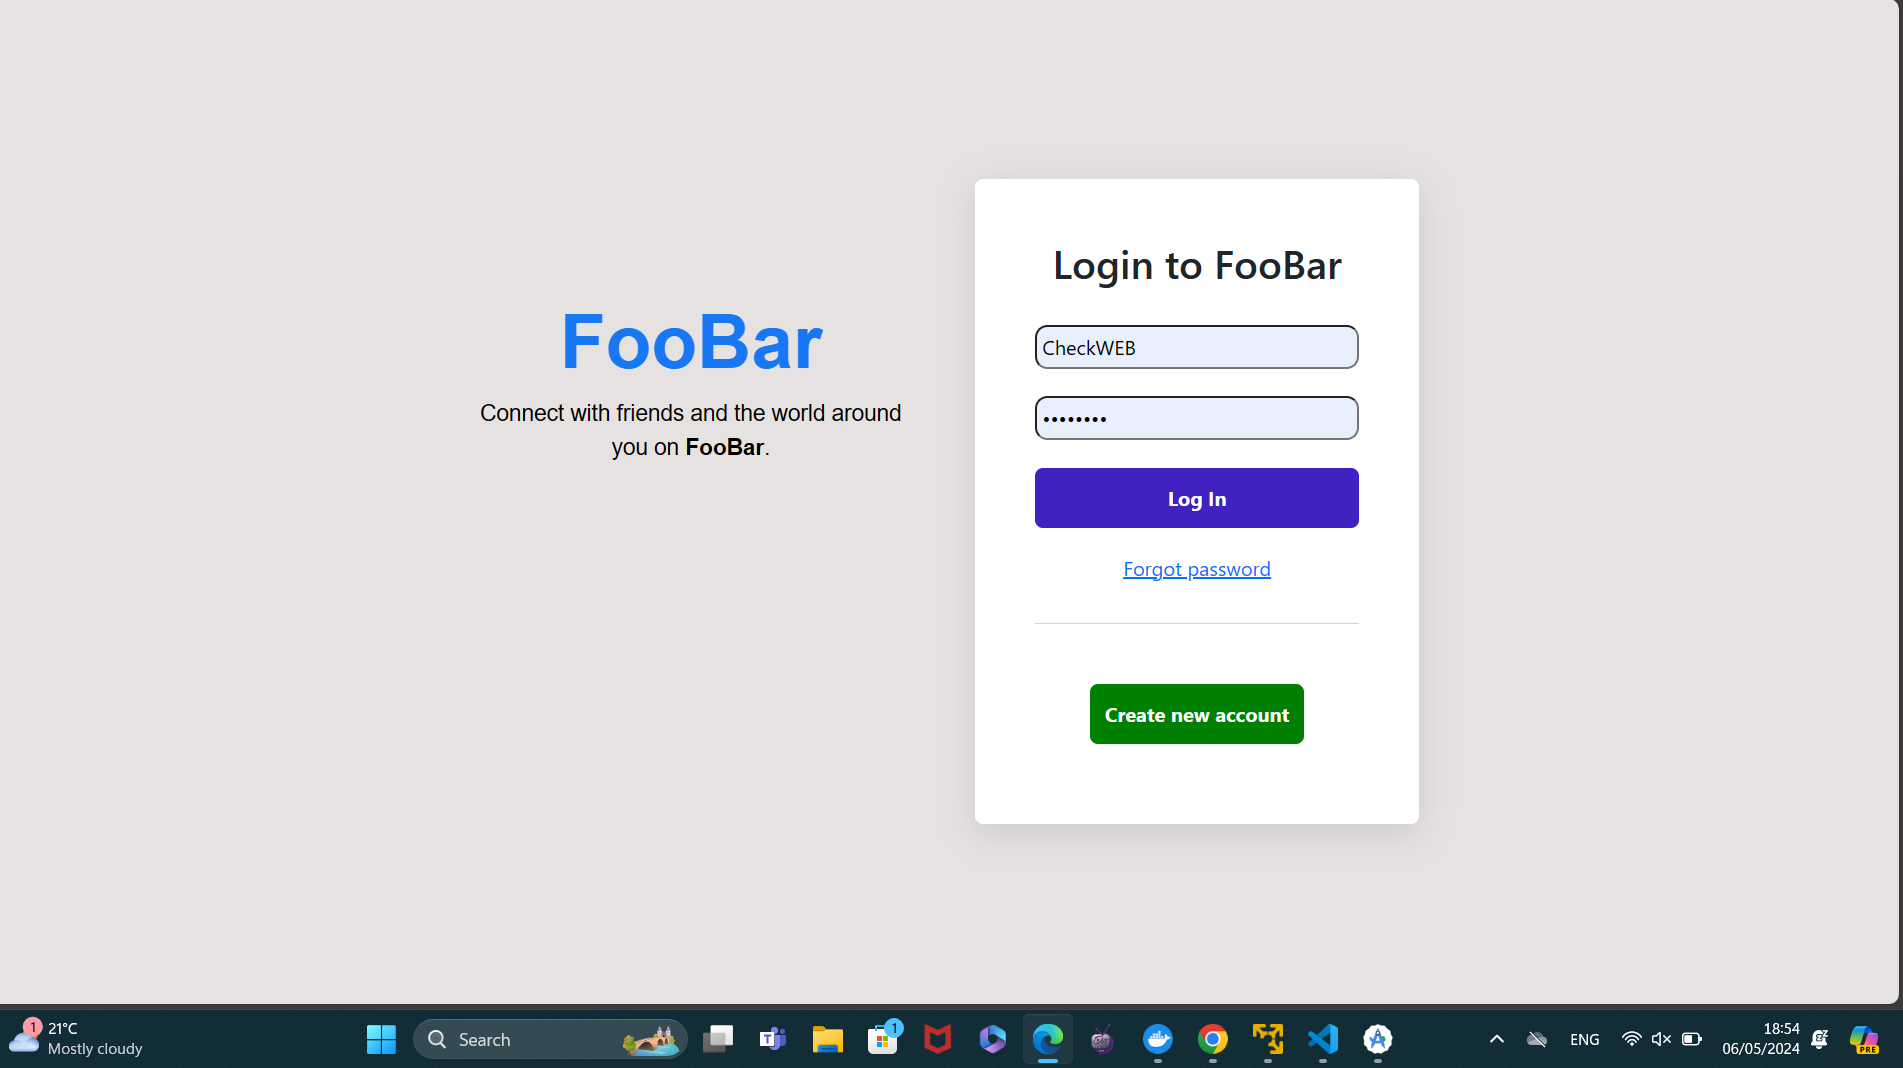 FooBar
Connect with friends and the world around
you on FooBar.
Login to FooBar
CheckWEB
••••••••
Log In
Forgot password
Create new account
1
21°C
Mostly cloudy
Search
1
ENG
18:54
06/05/2024
PRE